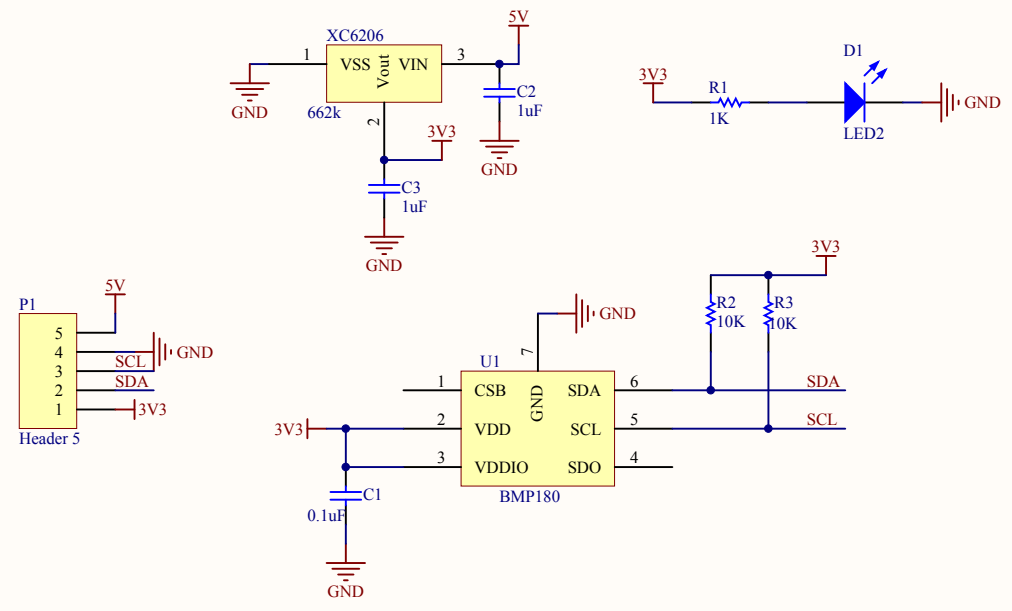 5V
XC6206
1
VSS
Vout
VIN
3
GND
662k
2
C2
1uF
GND
3V3
C3
1uF
GND
D1
3V3
R1
1K
GND
LED2
5V
P1
5
4
GND
3
SCL
2
SDA
1
3V3
Header 5
3V3
R2
10K
R3
10K
GND
7
U1
1
CSB
GND
SDA
6
SDA
3V3
2
VDD
SCL
5
SCL
3
VDDIO
SDO
4
BMP180
C1
0.1uF
GND